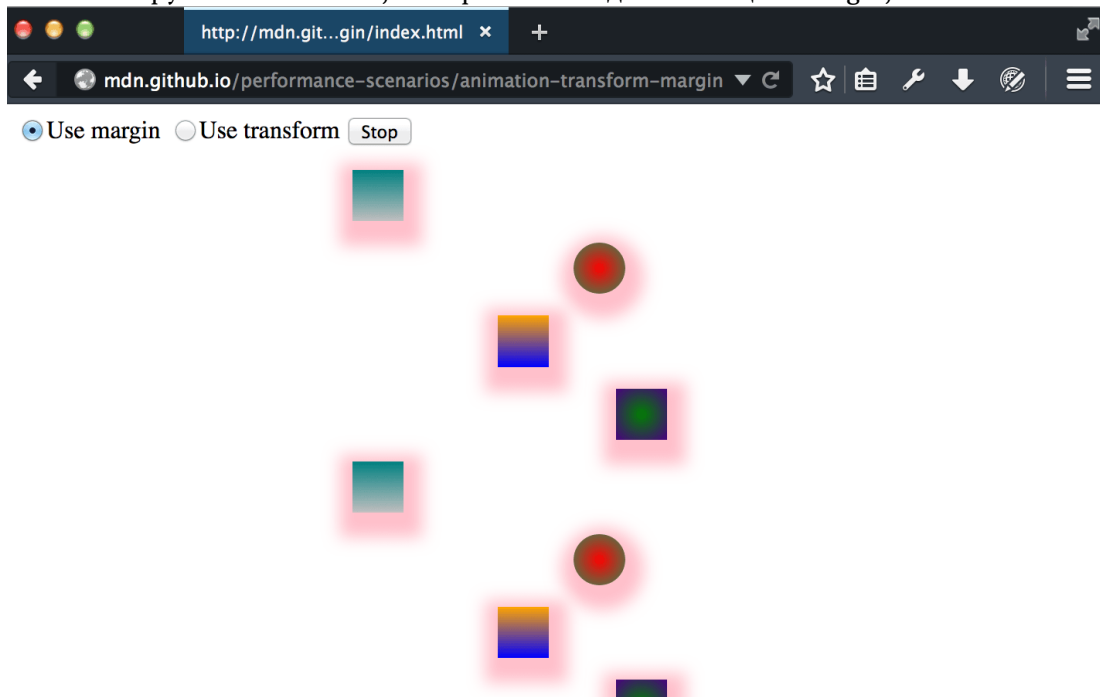 http://mdn.git...gin/index.html × +
mdn.github.io/performance-scenarios/animation-transform-margin
Use margin Use transform Stop